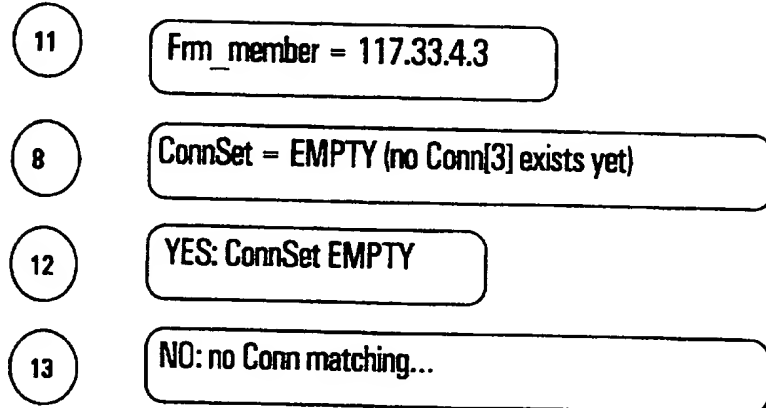 11
Frm_member = 117.33.4.3
8
ConnSet = EMPTY (no Conn[3] exists yet)
12
YES: ConnSet EMPTY
13
NO: no Conn matching...